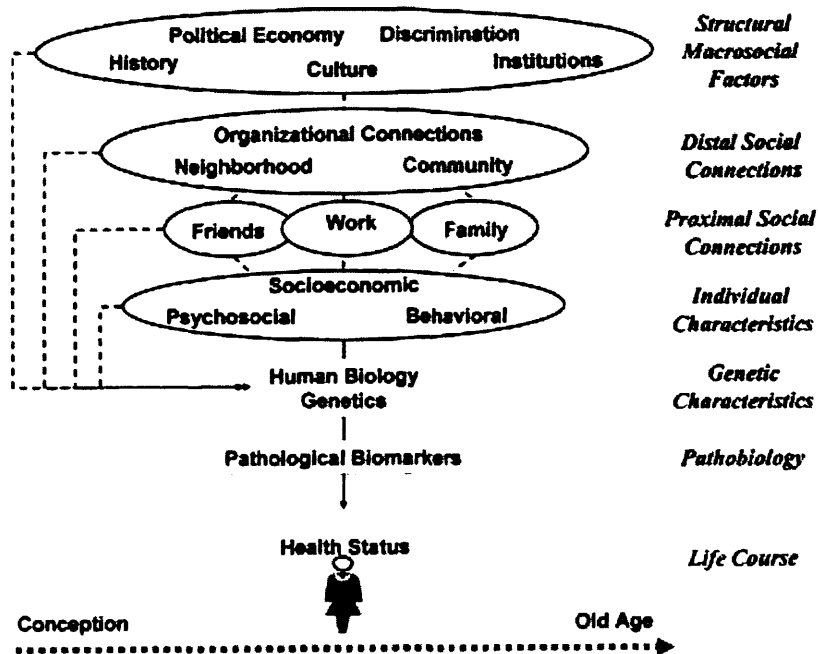 Political Economy Discrimination
History Culture Institutions
Structural
Macrosocial
Factors
Organizational Connections
Neighborhood Community
Distal Social
Connections
Friends Work Family
Proximal Social
Connections
Socioeconomic
Psychosocial Behavioral
Individual
Characteristics
Human Biology
Genetics
Genetic
Characteristics
Pathological Biomarkers
Pathobiology
Health Status
Life Course
Conception Old Age